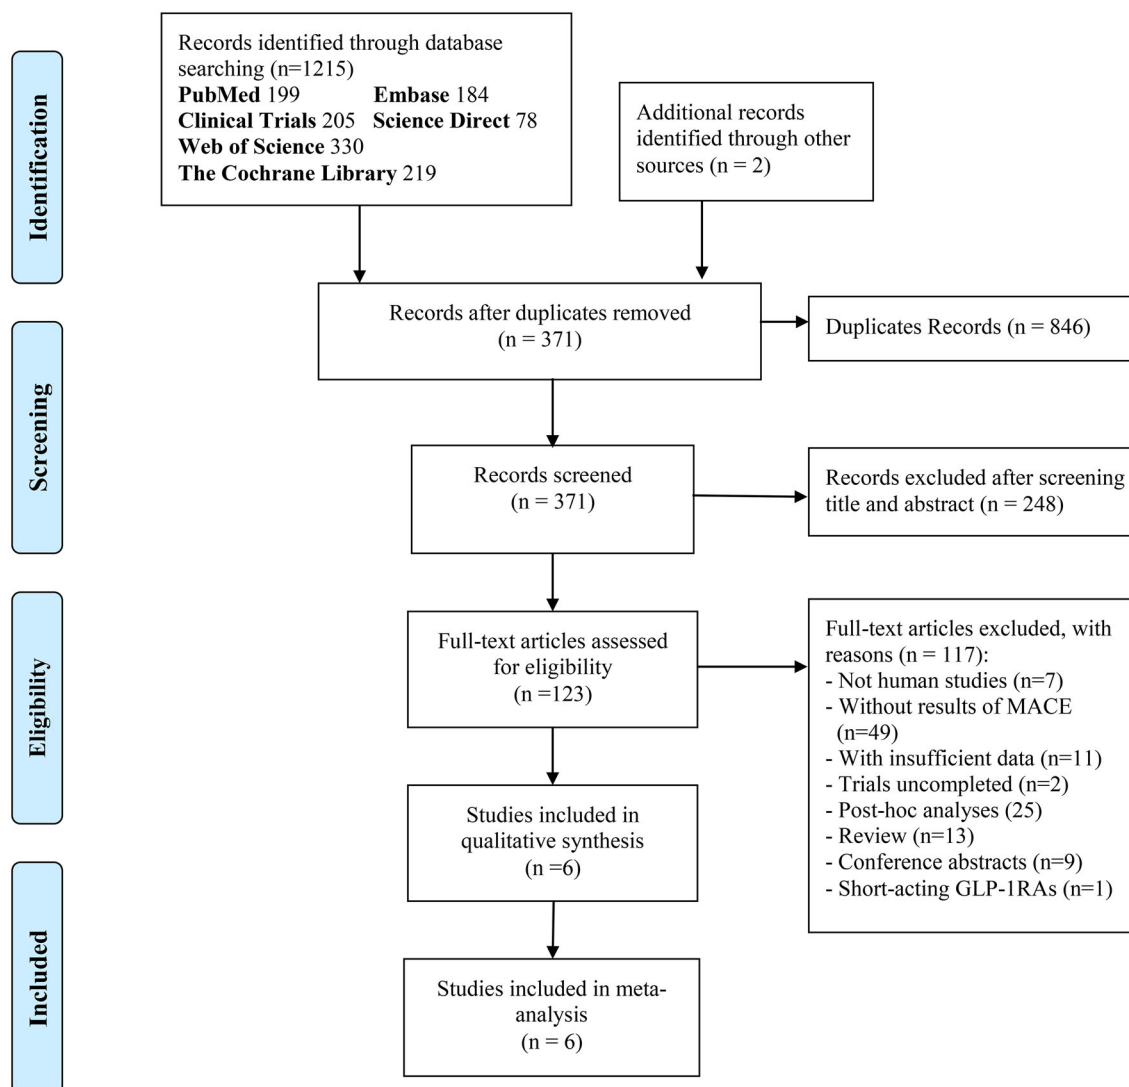 Identification
Records identified through database
searching (n=1215)
PubMed 199 Embase 184
Clinical Trials 205 Science Direct 78
Web of Science 330
The Cochrane Library 219
Additional records
identified through other
sources (n = 2)
Records after duplicates removed
(n = 371)
Duplicates Records (n = 846)
Screening
Records screened
(n = 371)
Records excluded after screening
title and abstract (n = 248)
Eligibility
Full-text articles assessed
for eligibility
(n =123)
Full-text articles excluded, with
reasons (n = 117):
- Not human studies (n=7)
- Without results of MACE
(n=49)
- With insufficient data (n=11)
- Trials uncompleted (n=2)
- Post-hoc analyses (25)
- Review (n=13)
- Conference abstracts (n=9)
- Short-acting GLP-1RAs (n=1)
Studies included in
qualitative synthesis
(n =6)
Included
Studies included in meta-
analysis
(n = 6)